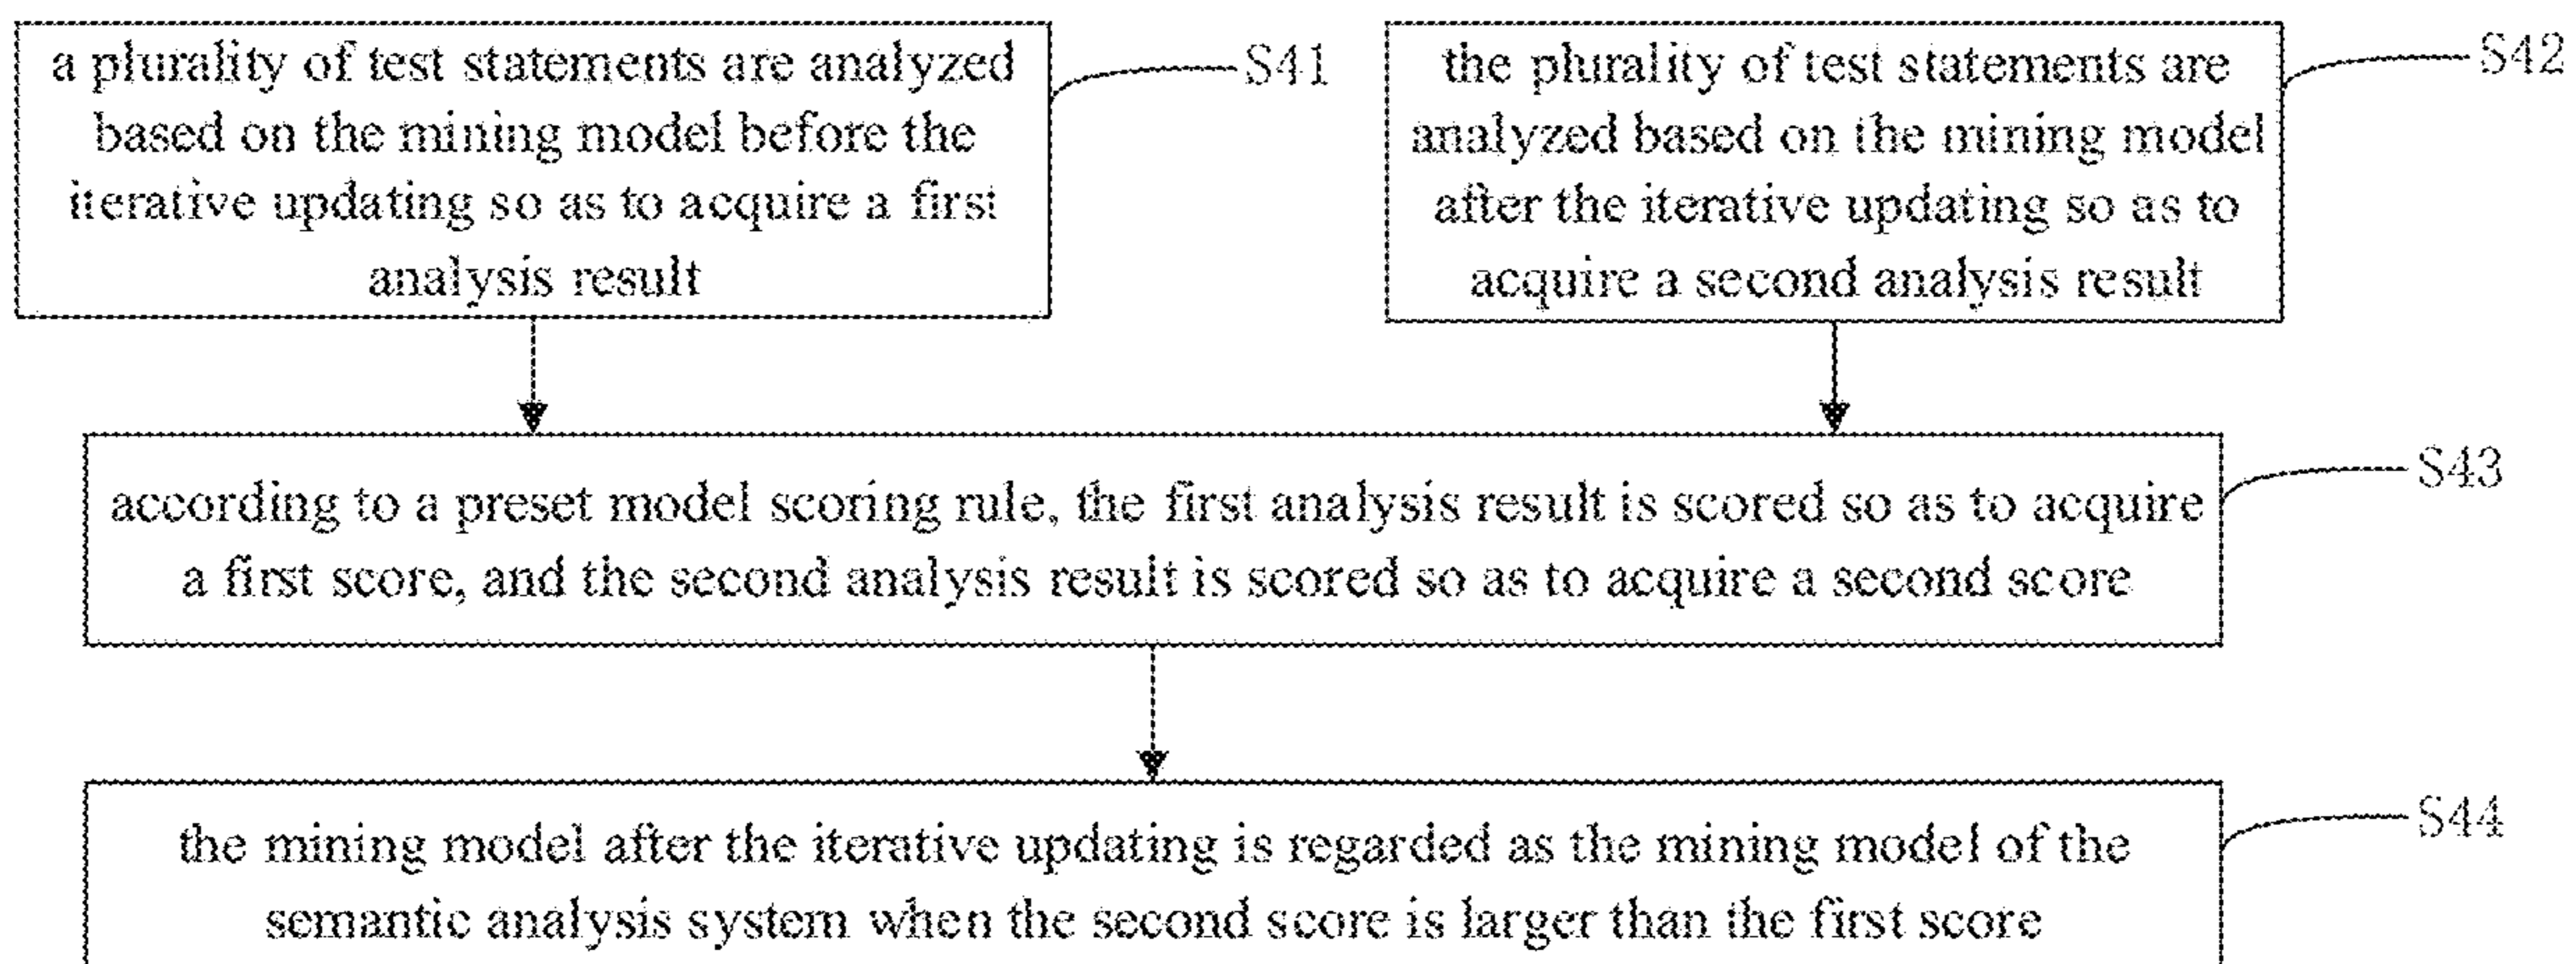 a plurality of test statements are analyzed
based on the mining model before the
iterative updating so as to acquire a first
analysis result
S41
the plurality of test statements are
analyzed based on the mining model
after the iterative updating so as to
acquire a second analysis result
S42
according to a preset model scoring rule, the first analysis result is scored so as to acquire
a first score, and the second analysis result is scored so as to acquire a second score
S43
the mining model after the iterative updating is regarded as the mining model of the
semantic analysis system when the second score is larger than the first score
S44